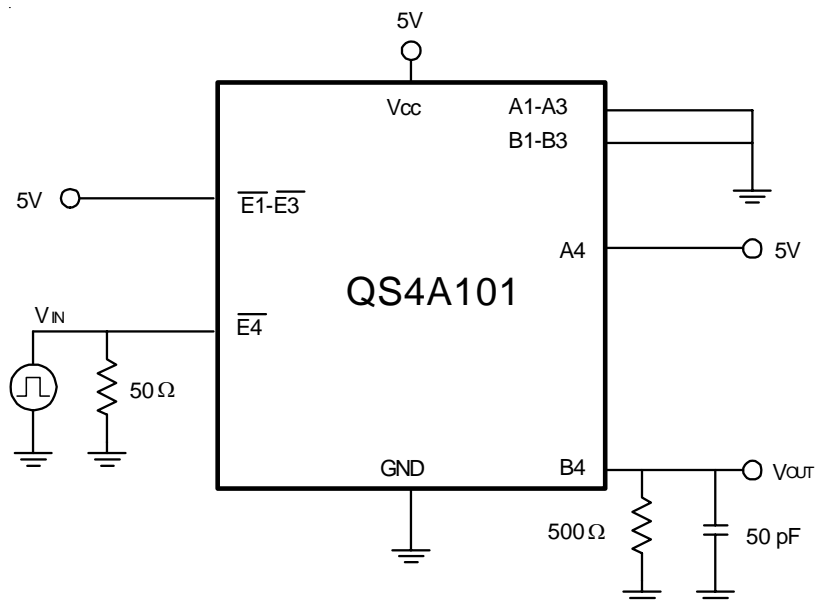 5V
Vcc
A1-A3
B1-B3
5V
E1-E3
A4
5V
QS4A101
VIN
E4
50Ω
GND
B4
VOUT
500Ω
50 pF